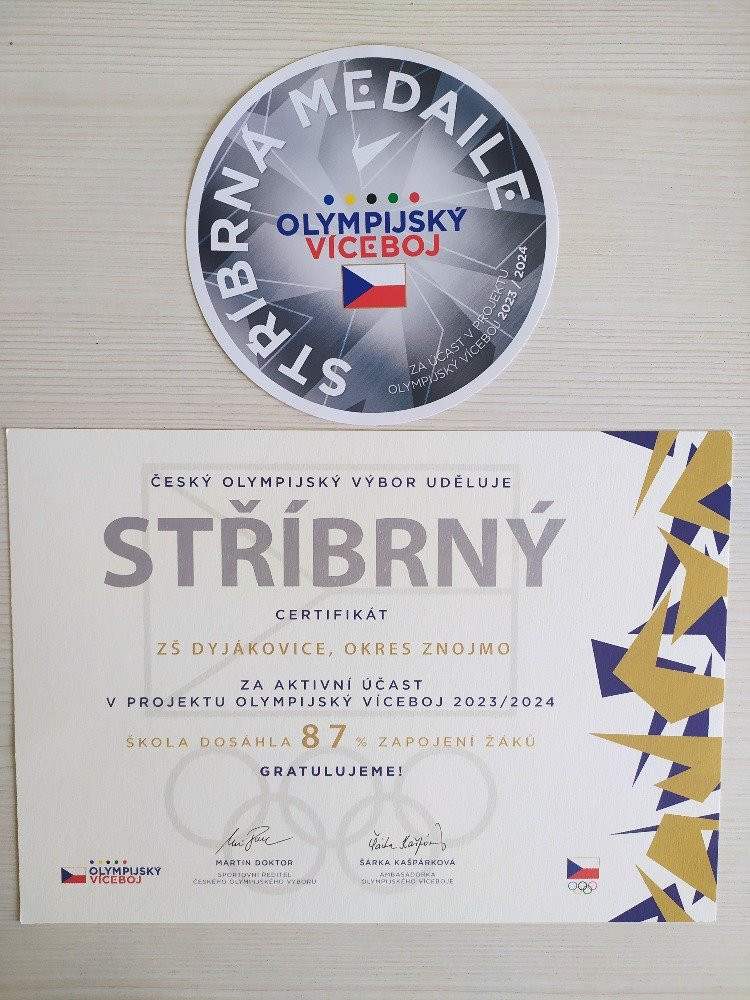 STŘÍBRNÁ MEDAILE
OLYMPIJSKÝ
VÍCEBOJ
ZA ÚČAST V PROJEKTU
OLYMPIJSKÝ VÍCEBOJ 2023 / 2024
ČESKÝ OLYMPIJSKÝ VÝBOR UDĚLUJE
STŘÍBRNÝ
CERTIFIKÁT
ZŠ DYJÁKOVICE, OKRES ZNOJMO
ZA AKTIVNÍ ÚČAST
V PROJEKTU OLYMPIJSKÝ VÍCEBOJ 2023/2024
ŠKOLA DOSÁHLA 87 % ZAPOJENÍ ŽÁKŮ
GRATULUJEME!
OLYMPIJSKÝ
VÍCEBOJ
MARTIN DOKTOR
SPORTOVNÍ ŘEDITEL
ČESKÉHO OLYMPIJSKÉHO VÝBORU
Šárka Kašpárková
ŠÁRKA KAŠPÁRKOVÁ
AMBASADORKA
OLYMPIJSKÉHO VÍCEBOJE